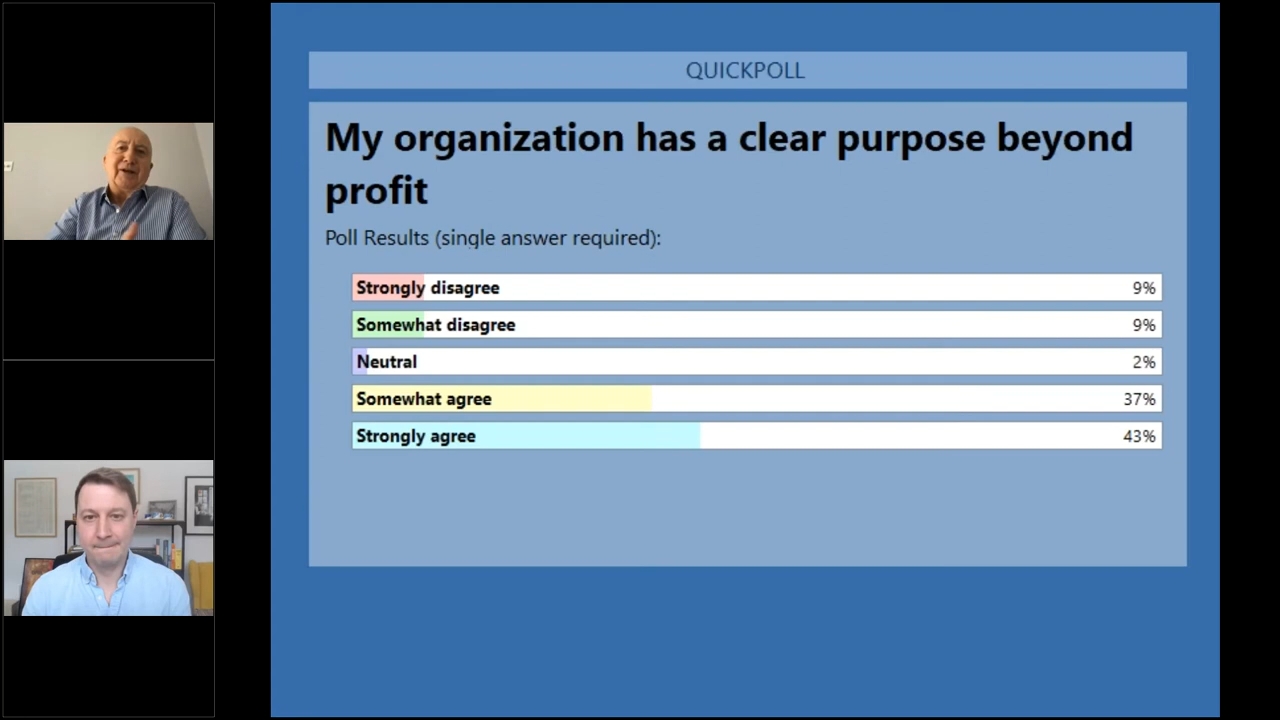 QUICKPOLL
My organization has a clear purpose beyond
profit
Poll Results (single answer required):
Strongly disagree 9%
Somewhat disagree 9%
Neutral 2%
Somewhat agree 37%
Strongly agree 43%